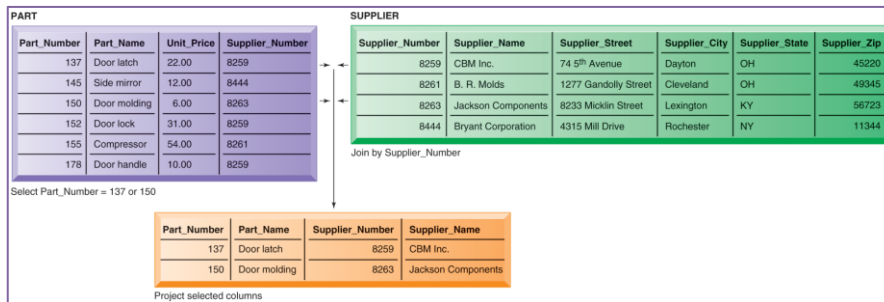 PART
Part_Number Part_Name Unit_Price Supplier_Number
137 Door latch 22.00 8259
145 Side mirror 12.00 8444
150 Door molding 6.00 8263
152 Door lock 31.00 8259
155 Compressor 54.00 8261
178 Door handle 10.00 8259
Select Part_Number = 137 or 150
SUPPLIER
Supplier_Number Supplier_Name Supplier_Street Supplier_City Supplier_State Supplier_Zip
8259 CBM Inc. 74 5th Avenue Dayton OH 45220
8261 B. R. Molds 1277 Gandolly Street Cleveland OH 49345
8263 Jackson Components 8233 Micklin Street Lexington KY 56723
8444 Bryant Corporation 4315 Mill Drive Rochester NY 11344
Join by Supplier_Number
Part_Number Part_Name Supplier_Number Supplier_Name
137 Door latch 8259 CBM Inc.
150 Door molding 8263 Jackson Components
Project selected columns